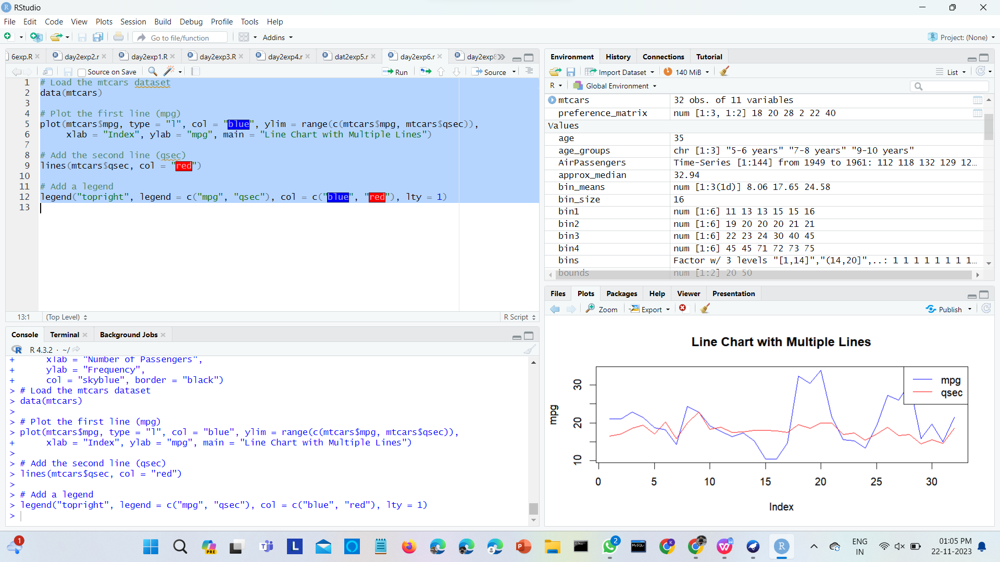 RStudio
File Edit Code View Plots Session Build Debug Profile Tools Help
Go to file/function Addins Project: (None)
6exp.R day2exp2.r day2exp1.R day2exp3.R day2exp4.r dat2exp5.r day2exp6.r day2exp8
Source on Save Run Source
1 # Load the mtcars dataset
2 data(mtcars)
3
4 # Plot the first line (mpg)
5 plot(mtcars$mpg, type = "l", col = "blue", ylim = range(c(mtcars$mpg, mtcars$qsec)),
6 xlab = "Index", ylab = "mpg", main = "Line Chart with Multiple Lines")
7
8 # Add the second line (qsec)
9 lines(mtcars$qsec, col = "red")
10
11 # Add a legend
12 legend("topright", legend = c("mpg", "qsec"), col = c("blue", "red"), lty = 1)
13
13:1 (Top Level) R Script
Console Terminal Background Jobs
R 4.3.2 · ~/
+ xlab = "Number of Passengers",
+ ylab = "Frequency",
+ col = "skyblue", border = "black")
> # Load the mtcars dataset
> data(mtcars)
>
> # Plot the first line (mpg)
> plot(mtcars$mpg, type = "l", col = "blue", ylim = range(c(mtcars$mpg, mtcars$qsec)),
+ xlab = "Index", ylab = "mpg", main = "Line Chart with Multiple Lines")
>
> # Add the second line (qsec)
> lines(mtcars$qsec, col = "red")
>
> # Add a legend
> legend("topright", legend = c("mpg", "qsec"), col = c("blue", "red"), lty = 1)
>
Environment History Connections Tutorial
Import Dataset 140 MiB List
R Global Environment
mtcars 32 obs. of 11 variables
preference_matrix num [1:3, 1:2] 18 20 28 2 22 40
Values
age 35
age_groups chr [1:3] "5-6 years" "7-8 years" "9-10 years"
AirPassengers Time-Series [1:144] from 1949 to 1961: 112 118 132 129 12…
approx_median 32.94
bin_means num [1:3(1d)] 8.06 17.65 24.58
bin_size 16
bin1 num [1:6] 11 13 13 15 15 16
bin2 num [1:6] 19 20 20 20 21 21
bin3 num [1:6] 22 23 24 30 40 45
bin4 num [1:6] 45 45 71 72 73 75
bins Factor w/ 3 levels "[1,14]","(14,20]",..: 1 1 1 1 1 1 1 1…
bounds num [1:2] 20 50
Files Plots Packages Help Viewer Presentation
Zoom Export Publish
Line Chart with Multiple Lines
mpg
qsec
30
20
10
mpg
0 5 10 15 20 25 30
Index
1 PRE L P MySQL K 2 R
ENG
IN
01:05 PM
22-11-2023